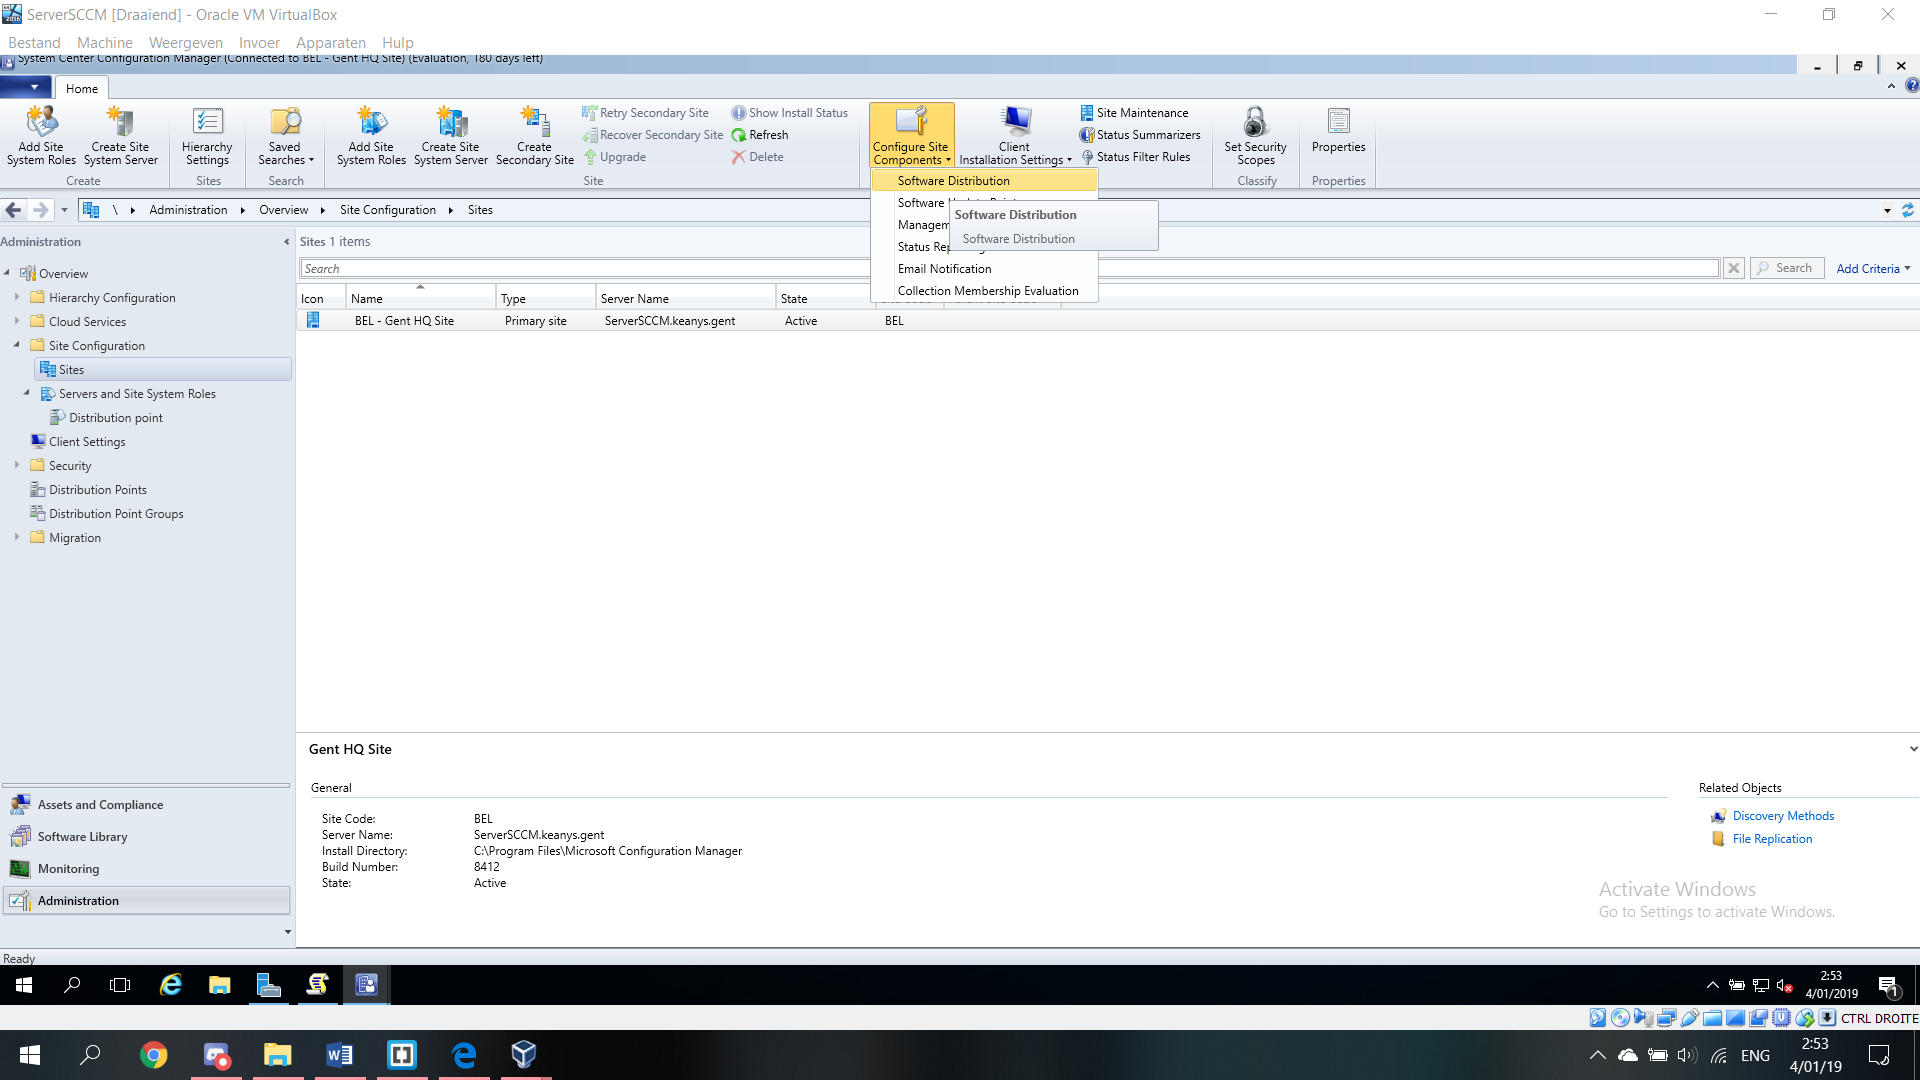 ServerSCCM [Draaiend] - Oracle VM VirtualBox
Bestand Machine Weergeven Invoer Apparaten Hulp
System Center Configuration Manager (Connected to BEL - Gent HQ Site) (Evaluation, 180 days left)
Home
Add Site System Roles
Create Site System Server
Create
Hierarchy Settings
Sites
Saved Searches
Search
Add Site System Roles
Create Site System Server
Create Secondary Site
Retry Secondary Site
Recover Secondary Site
Upgrade
Show Install Status
Refresh
Delete
Site
Configure Site Components
Client Installation Settings
Site Maintenance
Status Summarizers
Status Filter Rules
Set Security Scopes
Classify
Properties
Properties
Software Distribution
Software
Managem
Status Rep
Email Notification
Collection Membership Evaluation
Software Distribution
Software Distribution
\ Administration Overview Site Configuration Sites
Administration
Overview
Hierarchy Configuration
Cloud Services
Site Configuration
Sites
Servers and Site System Roles
Distribution point
Client Settings
Security
Distribution Points
Distribution Point Groups
Migration
Sites 1 items
Search
Search
Add Criteria
Icon Name Type Server Name State
BEL - Gent HQ Site Primary site ServerSCCM.keanys.gent Active BEL
Gent HQ Site
General
Site Code: BEL
Server Name: ServerSCCM.keanys.gent
Install Directory: C:\Program Files\Microsoft Configuration Manager
Build Number: 8412
State: Active
Related Objects
Discovery Methods
File Replication
Activate Windows
Go to Settings to activate Windows.
Assets and Compliance
Software Library
Monitoring
Administration
Ready
2:53
4/01/2019
1
CTRL DROITE
ENG
2:53
4/01/19